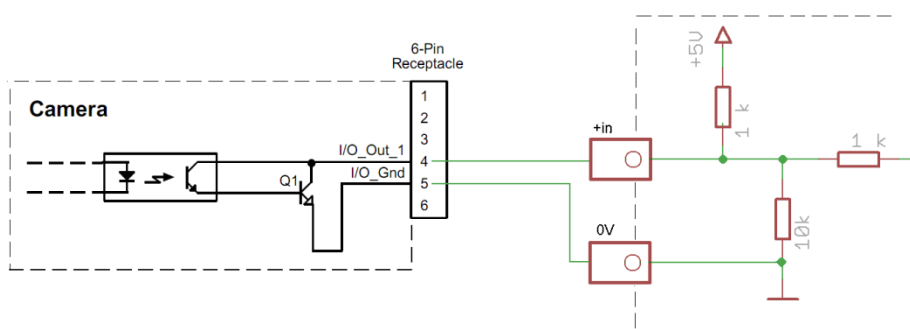 6-Pin
Receptacle
Camera
1
2
3
4
5
6
I/O_Out_1
I/O_Gnd
Q1
+in
0V
+5V
1 k
1 k
10k